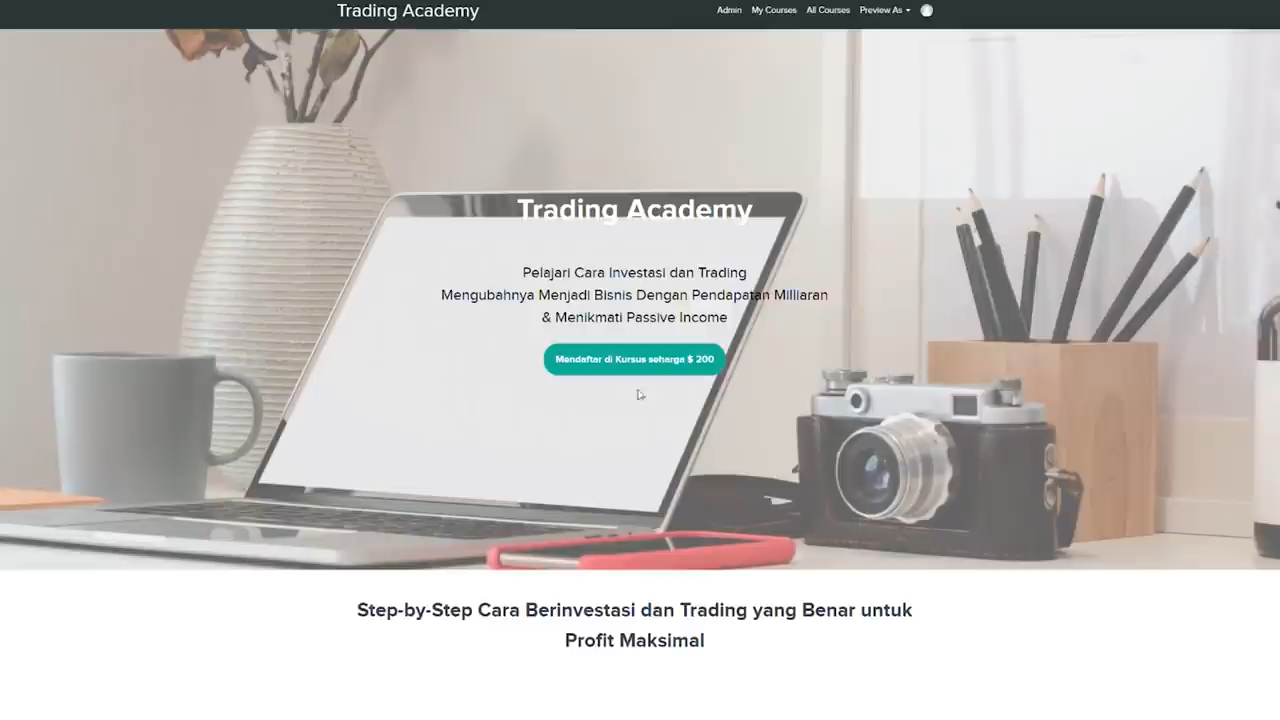 Trading Academy
Admin My Courses All Courses Preview As
Trading Academy
Pelajari Cara Investasi dan Trading
Mengubahnya Menjadi Bisnis Dengan Pendapatan Milliaran
& Menikmati Passive Income
Mendaftar di Kursus seharga $ 200
Step-by-Step Cara Berinvestasi dan Trading yang Benar untuk
Profit Maksimal